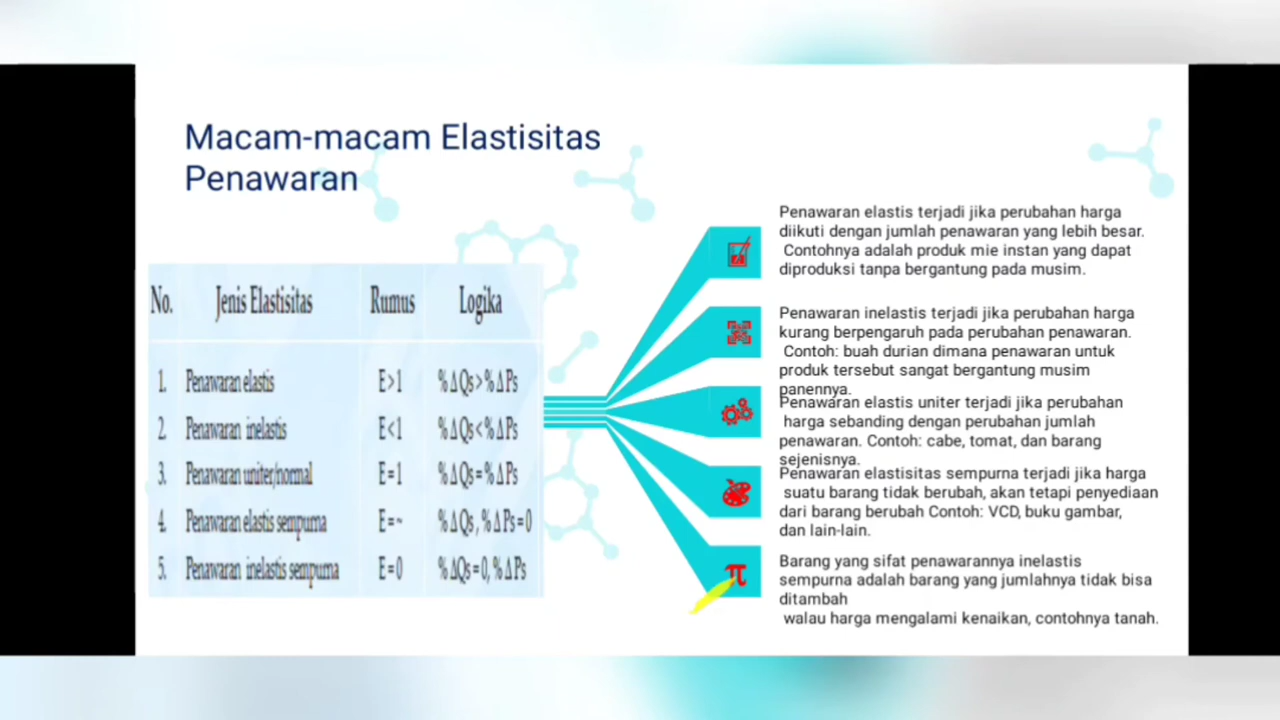 Macam-macam Elastisitas
Penawaran
No. Jenis Elastisitas Rumus Logika
1. Penawaran elastis E>1 %ΔQs>%ΔPs
2. Penawaran inelastis E<1 %ΔQs<%ΔPs
3. Penawaran uniter/normal E=1 %ΔQs=%ΔPs
4. Penawaran elastis sempurna E=~ %ΔQs, %ΔPs=0
5. Penawaran inelastis sempurna E=0 %ΔQs=0, %ΔPs
Penawaran elastis terjadi jika perubahan harga
diikuti dengan jumlah penawaran yang lebih besar.
Contohnya adalah produk mie instan yang dapat
diproduksi tanpa bergantung pada musim.
Penawaran inelastis terjadi jika perubahan harga
kurang berpengaruh pada perubahan penawaran.
Contoh: buah durian dimana penawaran untuk
produk tersebut sangat bergantung musim
panennya.
Penawaran elastis uniter terjadi jika perubahan
harga sebanding dengan perubahan jumlah
penawaran. Contoh: cabe, tomat, dan barang
sejenisnya.
Penawaran elastisitas sempurna terjadi jika harga
suatu barang tidak berubah, akan tetapi penyediaan
dari barang berubah Contoh: VCD, buku gambar,
dan lain-lain.
π
Barang yang sifat penawarannya inelastis
sempurna adalah barang yang jumlahnya tidak bisa
ditambah
walau harga mengalami kenaikan, contohnya tanah.